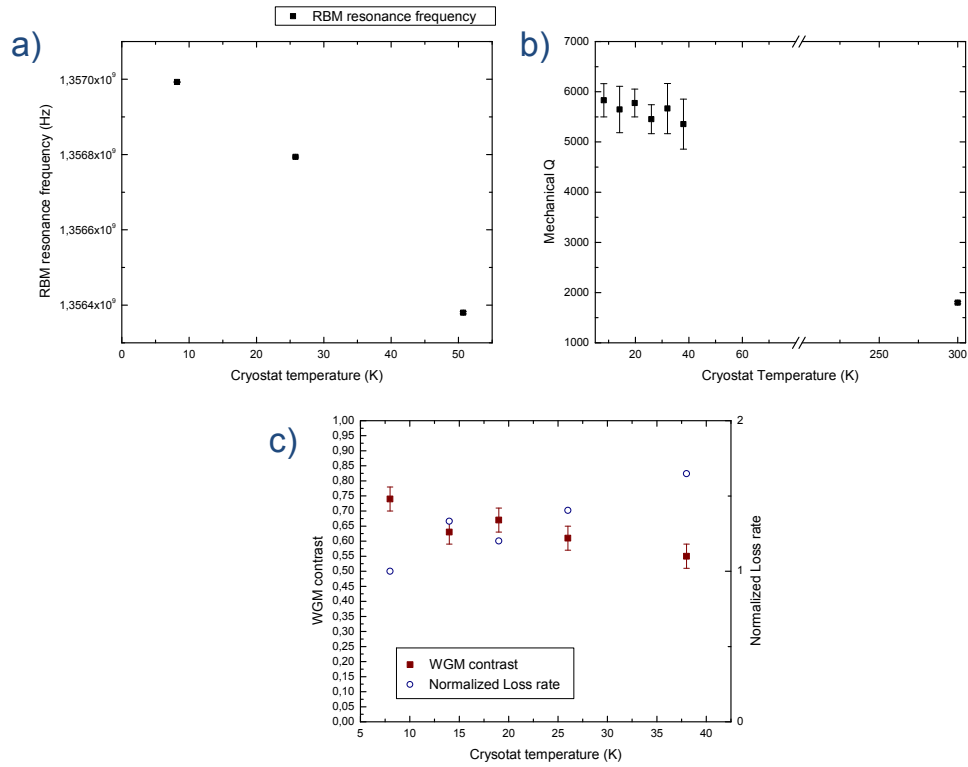 RBM resonance frequency
a)
1,3570x10⁹
1,3568x10⁹
1,3566x10⁹
1,3564x10⁹
RBM resonance frequency (Hz)
0 10 20 30 40 50
Cryostat temperature (K)
b)
7000
6000
5000
4000
3000
2000
1000
Mechanical Q
20 40 60 250 300
Cryostat Temperature (K)
c)
1,00
0,95
0,90
0,85
0,80
0,75
0,70
0,65
0,60
0,55
0,50
0,45
0,40
0,35
0,30
0,25
0,20
0,15
0,10
0,05
0,00
WGM contrast
WGM contrast
Normalized Loss rate
2
1
0
Normalized Loss rate
5 10 15 20 25 30 35 40
Crysotat temperature (K)